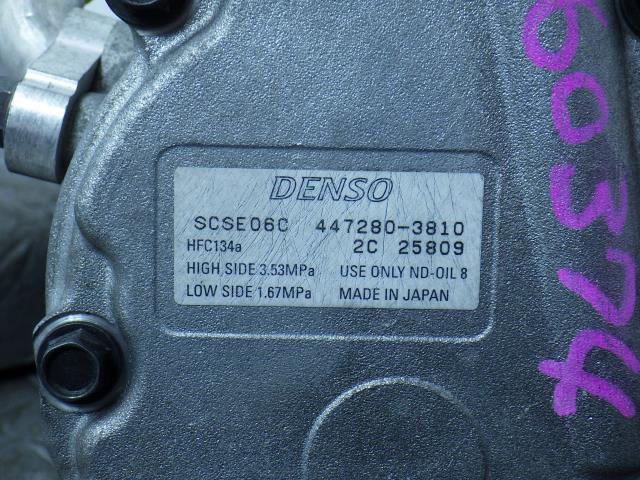 DENSO
SCSE06C 447280-3810
HFC134a 2C 25809
HIGH SIDE 3.53MPa USE ONLY ND-OIL 8
LOW SIDE 1.67MPa MADE IN JAPAN
60374